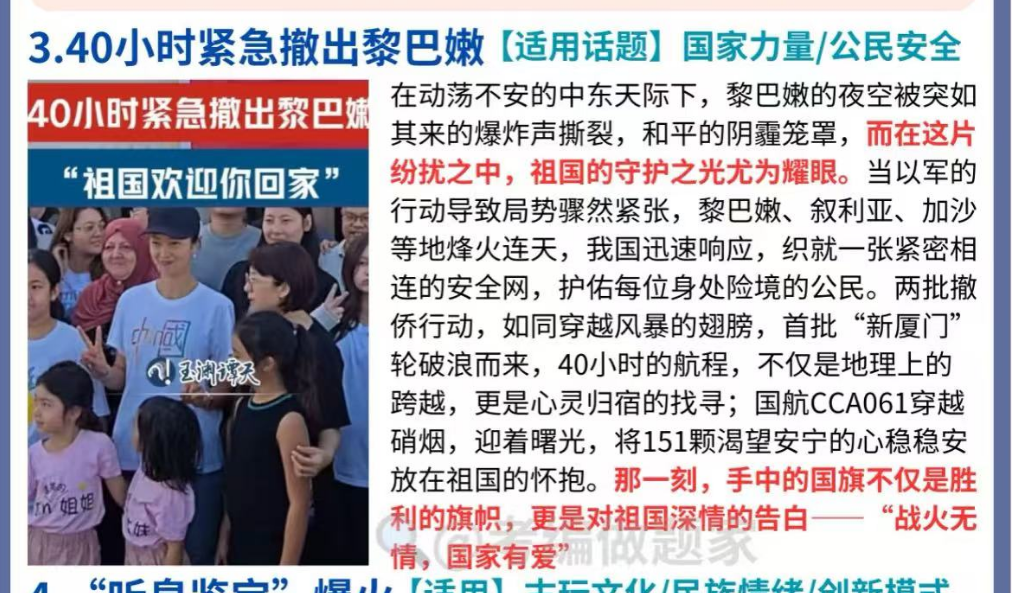 3.40小时紧急撤出黎巴嫩【适用话题】国家力量/公民安全
40小时紧急撤出黎巴嫩
“祖国欢迎你回家”
china国
玉渊谭天
姐姐
妹
在动荡不安的中东天际下，黎巴嫩的夜空被突如
其来的爆炸声撕裂，和平的阴霾笼罩，而在这片
纷扰之中，祖国的守护之光尤为耀眼。当以军的
行动导致局势骤然紧张，黎巴嫩、叙利亚、加沙
等地烽火连天，我国迅速响应，织就一张紧密相
连的安全网，护佑每位身处险境的公民。两批撤
侨行动，如同穿越风暴的翅膀，首批“新厦门”
轮破浪而来，40小时的航程，不仅是地理上的
跨越，更是心灵归宿的找寻；国航CCA061穿越
硝烟，迎着曙光，将151颗渴望安宁的心稳稳安
放在祖国的怀抱。那一刻，手中的国旗不仅是胜
利的旗帜，更是对祖国深情的告白——“战火无
情，国家有爱”
@考编做题家
4.“听泉鉴宝”爆火【适用】古玩文化/民族情绪/创新模式